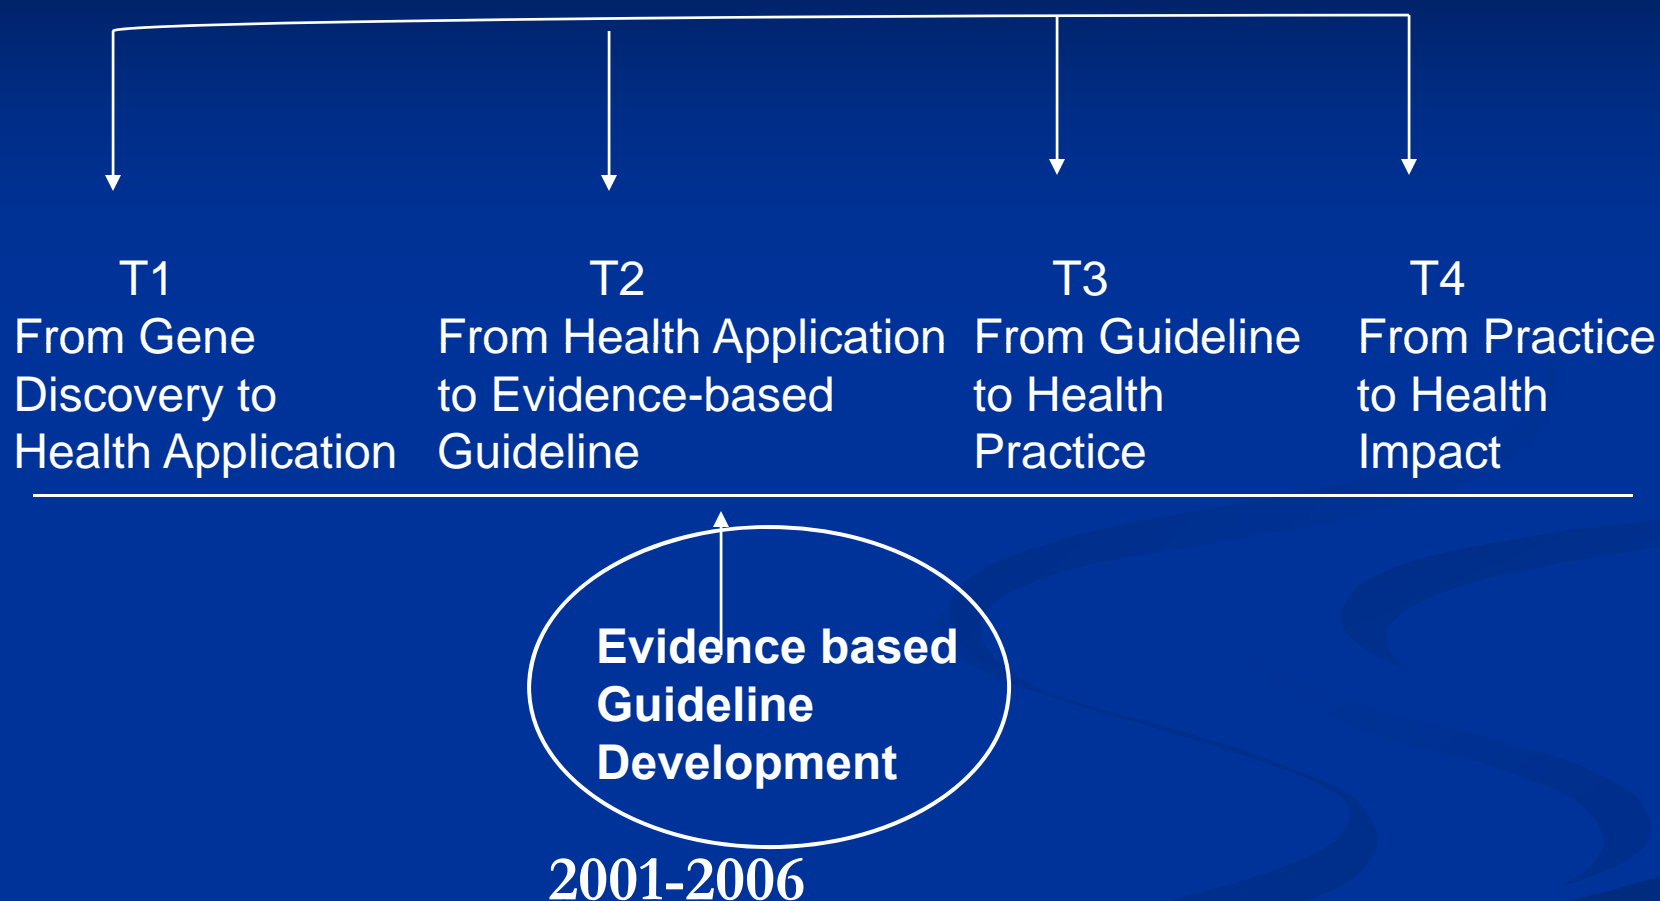 T1
From Gene
Discovery to
Health Application
T2
From Health Application
to Evidence-based
Guideline
T3
From Guideline
to Health
Practice
T4
From Practice
to Health
Impact
Evidence based
Guideline
Development
2001-2006